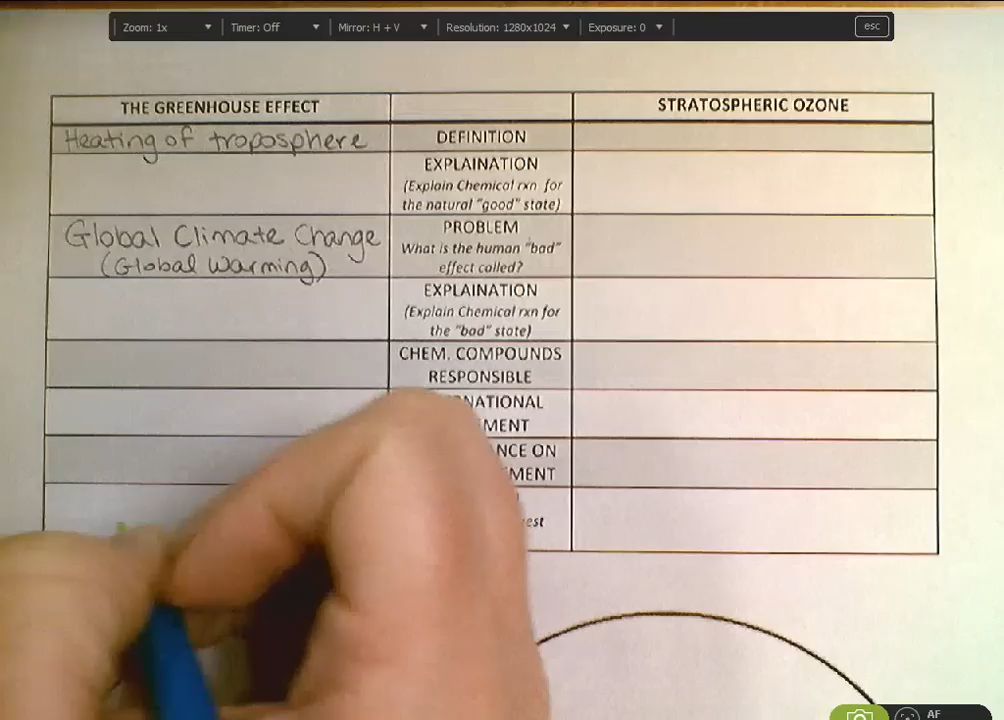 Zoom: 1x Timer: Off Mirror: H + V Resolution: 1280x1024 Exposure: 0 esc
THE GREENHOUSE EFFECT STRATOSPHERIC OZONE
Heating of troposphere DEFINITION
EXPLAINATION
(Explain Chemical rxn for
the natural "good" state)
Global Climate Change PROBLEM
(Global Warming) What is the human "bad"
effect called?
EXPLAINATION
(Explain Chemical rxn for
the "bad" state)
CHEM. COMPOUNDS
RESPONSIBLE
NATIONAL
MENT
NCE ON
MENT
est
AF